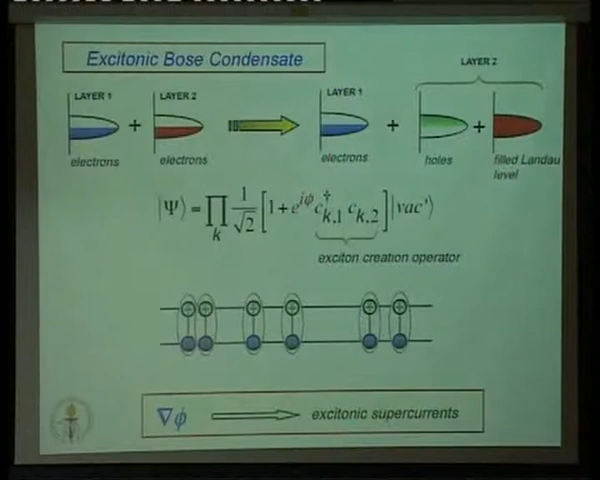 Excitonic Bose Condensate
LAYER 2
LAYER 1 LAYER 2 LAYER 1
+ + +
electrons electrons electrons holes filled Landau
level
|Ψ⟩ = ∏_k 1/√2 [1 + e^{iϕ} c†_{k,1} c_{k,2}] |vac'⟩
exciton creation operator
∇ϕ excitonic supercurrents